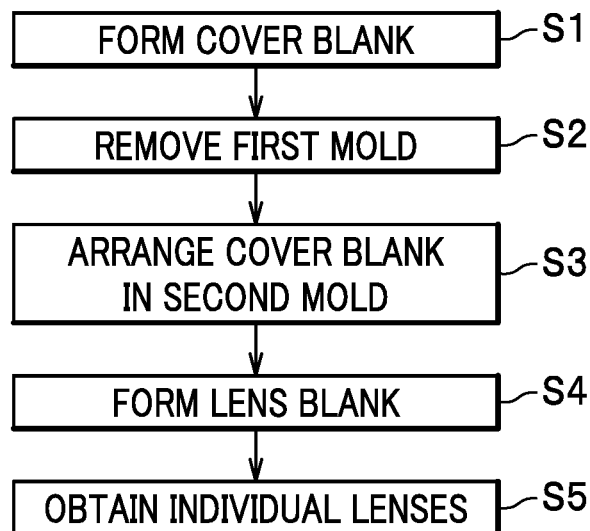 FORM COVER BLANK S1
REMOVE FIRST MOLD S2
ARRANGE COVER BLANK
IN SECOND MOLD S3
FORM LENS BLANK S4
OBTAIN INDIVIDUAL LENSES S5